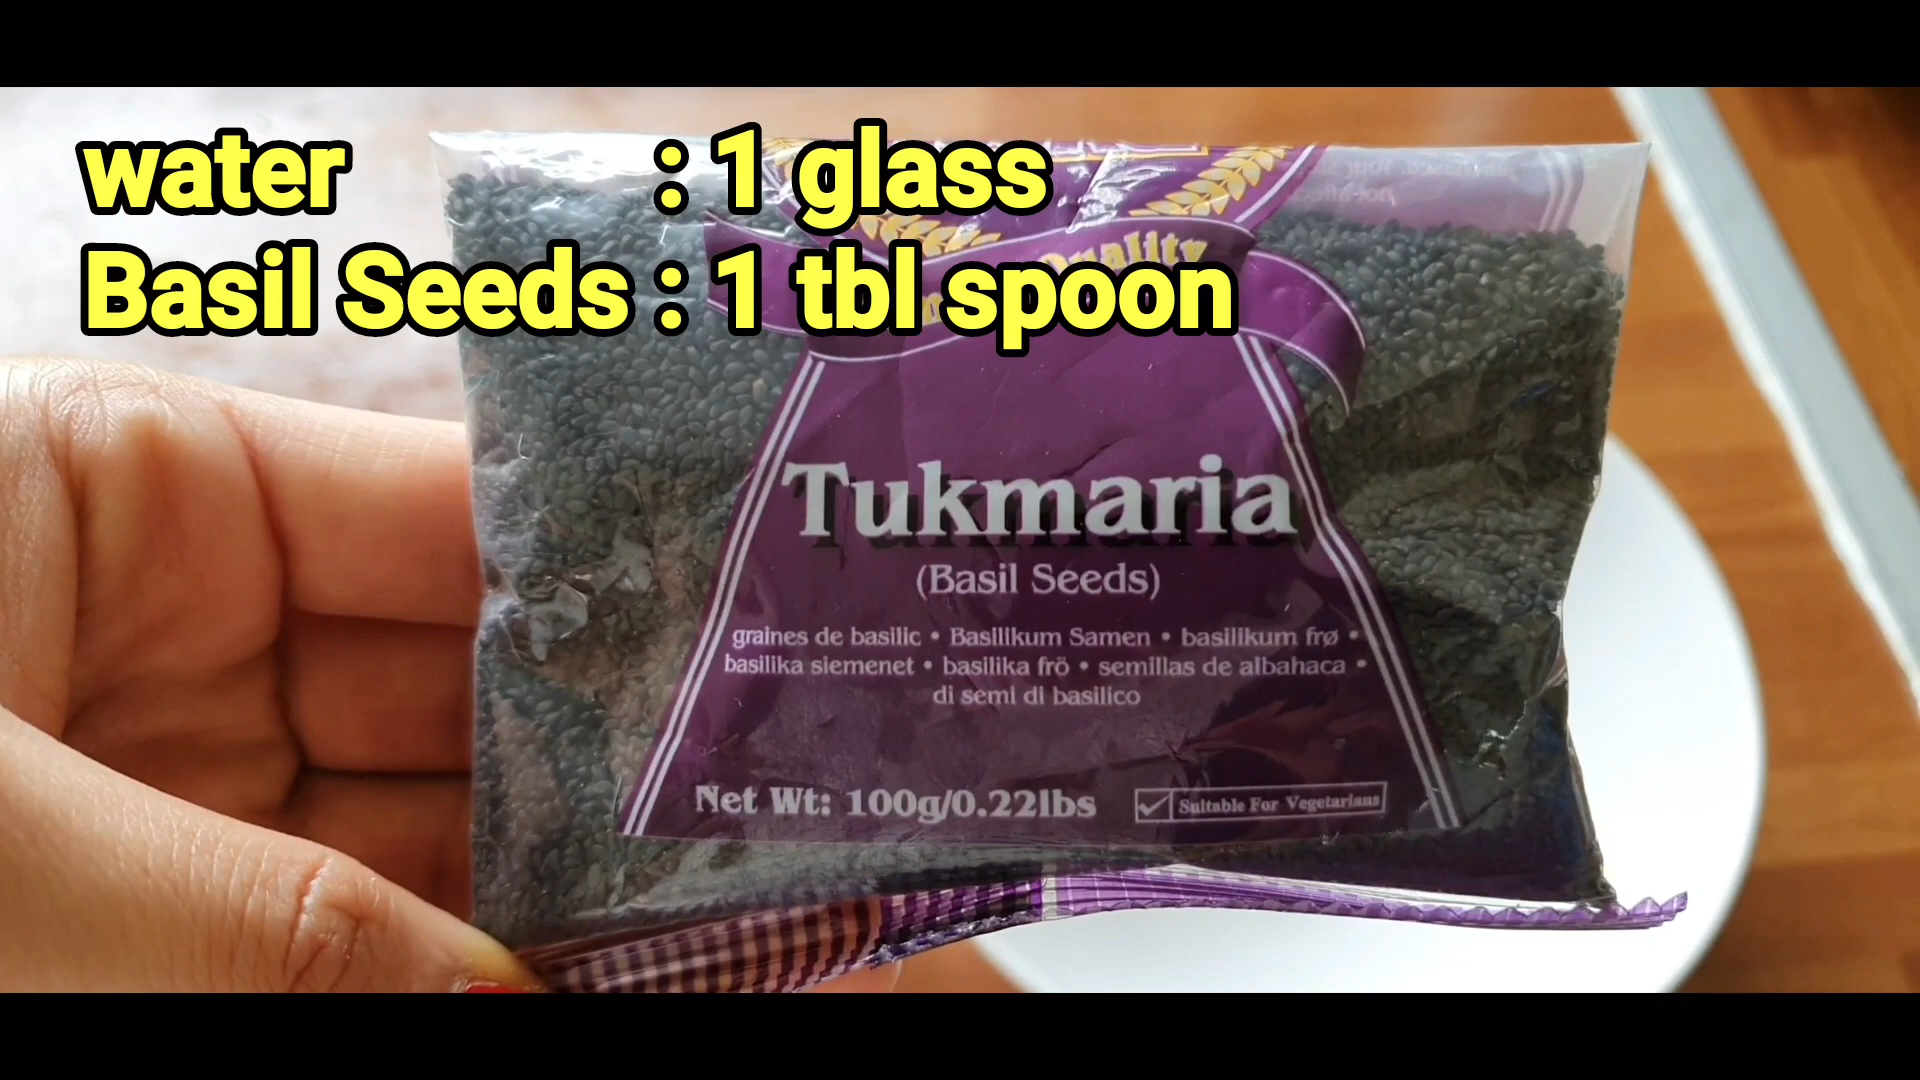 water : 1 glass
Basil Seeds : 1 tbl spoon
Quality
Tukmaria
(Basil Seeds)
graines de basilic • Basilikum Samen • basilikum frø •
basilika siemenet • basilika frö • semillas de albahaca •
di semi di basilico
Net Wt: 100g/0.22lbs
Suitable For Vegetarians